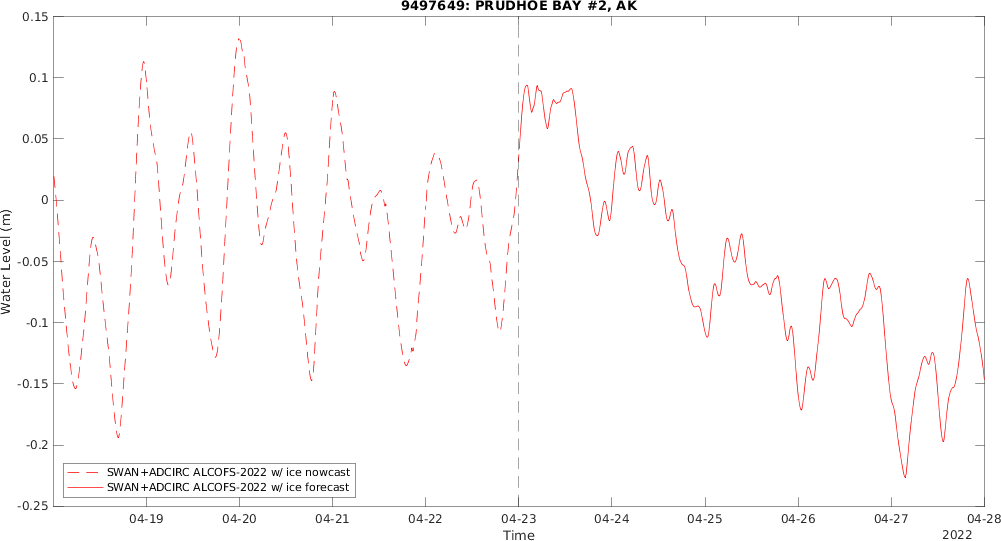 9497649: PRUDHOE BAY #2, AK
0.15
0.1
0.05
0
-0.05
-0.1
-0.15
-0.2
-0.25
Water Level (m)
SWAN+ADCIRC ALCOFS-2022 w/ ice nowcast
SWAN+ADCIRC ALCOFS-2022 w/ ice forecast
04-19 04-20 04-21 04-22 04-23 04-24 04-25 04-26 04-27 04-28
Time
2022